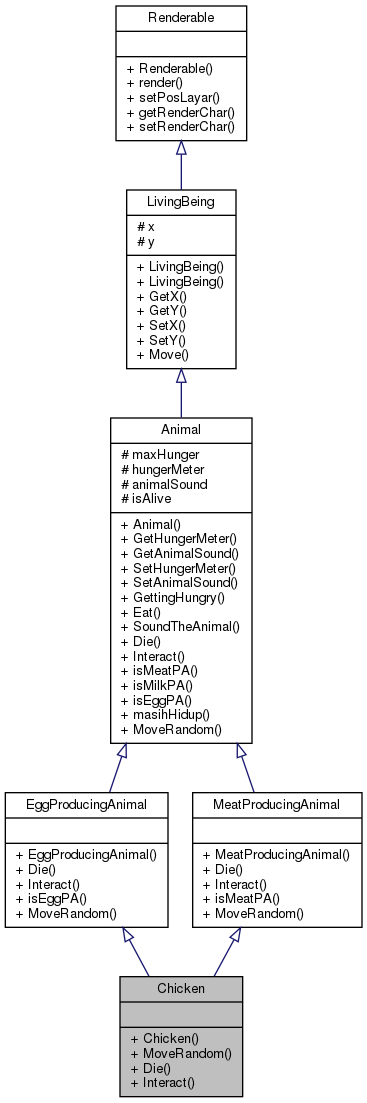 Renderable
+ Renderable()
+ render()
+ setPosLayar()
+ getRenderChar()
+ setRenderChar()
LivingBeing
# x
# y
+ LivingBeing()
+ LivingBeing()
+ GetX()
+ GetY()
+ SetX()
+ SetY()
+ Move()
Animal
# maxHunger
# hungerMeter
# animalSound
# isAlive
+ Animal()
+ GetHungerMeter()
+ GetAnimalSound()
+ SetHungerMeter()
+ SetAnimalSound()
+ GettingHungry()
+ Eat()
+ SoundTheAnimal()
+ Die()
+ Interact()
+ isMeatPA()
+ isMilkPA()
+ isEggPA()
+ masihHidup()
+ MoveRandom()
EggProducingAnimal
+ EggProducingAnimal()
+ Die()
+ Interact()
+ isEggPA()
+ MoveRandom()
MeatProducingAnimal
+ MeatProducingAnimal()
+ Die()
+ Interact()
+ isMeatPA()
+ MoveRandom()
Chicken
+ Chicken()
+ MoveRandom()
+ Die()
+ Interact()